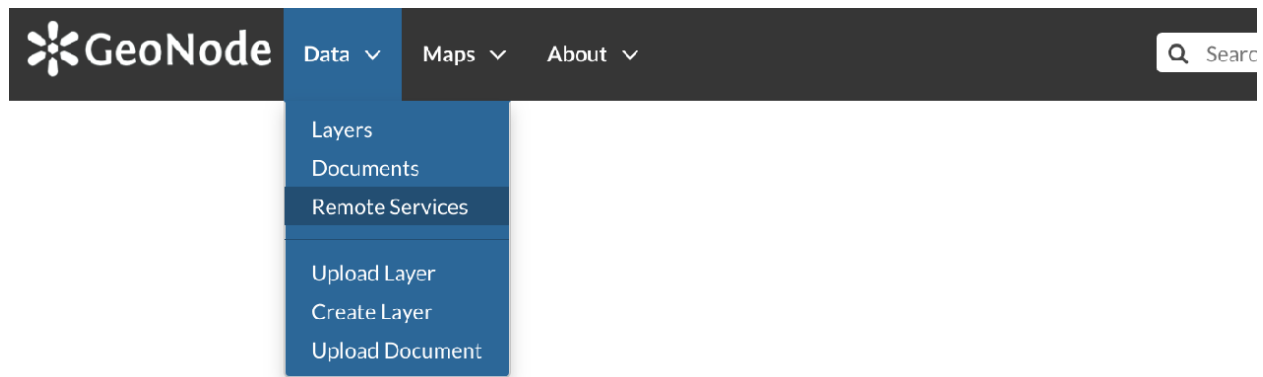 GeoNode Data Maps About
Layers
Documents
Remote Services
Upload Layer
Create Layer
Upload Document